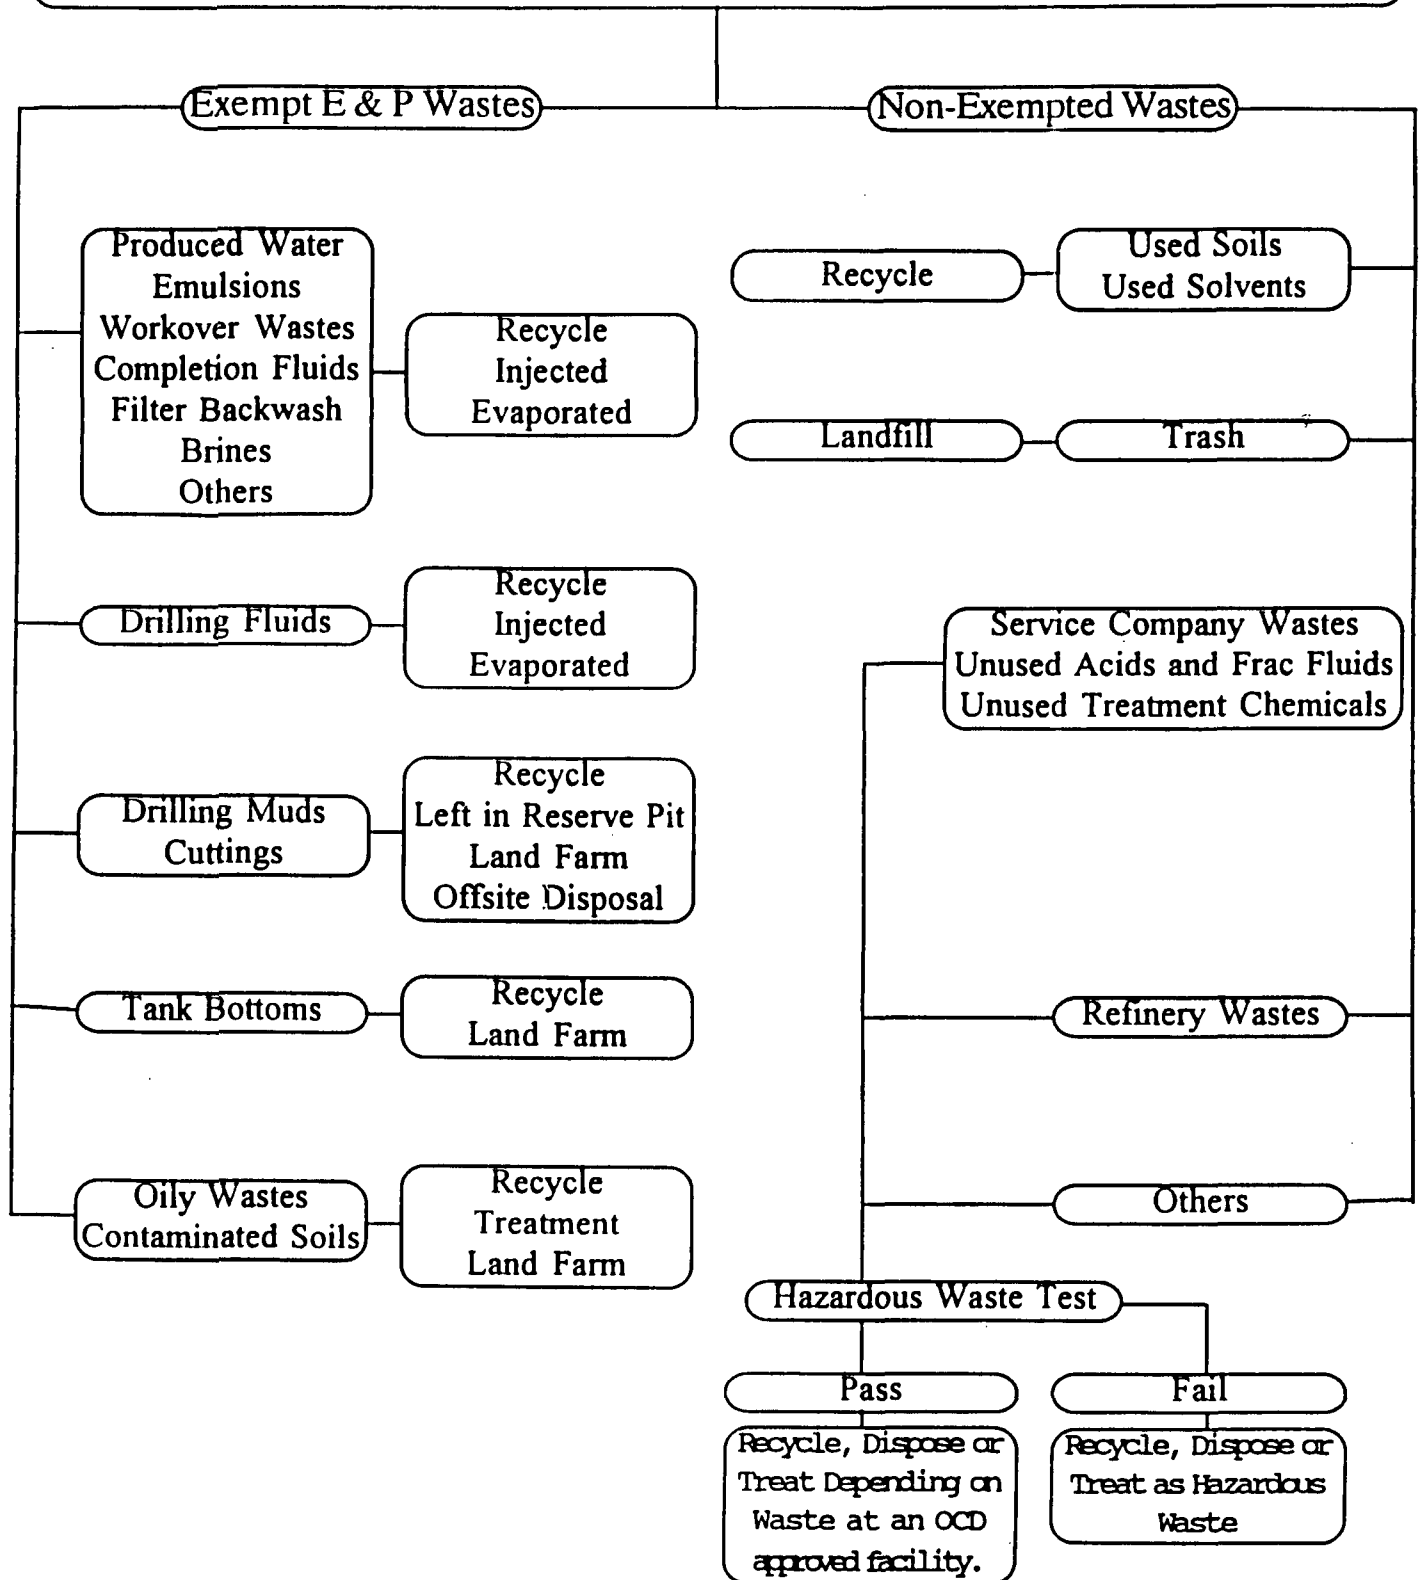 Exempt E & P Wastes
Non-Exempted Wastes
Produced Water
Emulsions
Workover Wastes
Completion Fluids
Filter Backwash
Brines
Others
Recycle
Injected
Evaporated
Drilling Fluids
Recycle
Injected
Evaporated
Drilling Muds
Cuttings
Recycle
Left in Reserve Pit
Land Farm
Offsite Disposal
Tank Bottoms
Recycle
Land Farm
Oily Wastes
Contaminated Soils
Recycle
Treatment
Land Farm
Recycle
Used Soils
Used Solvents
Landfill
Trash
Service Company Wastes
Unused Acids and Frac Fluids
Unused Treatment Chemicals
Refinery Wastes
Others
Hazardous Waste Test
Pass
Recycle, Dispose or
Treat Depending on
Waste at an OCD
approved facility.
Fail
Recycle, Dispose or
Treat as Hazardous
Waste